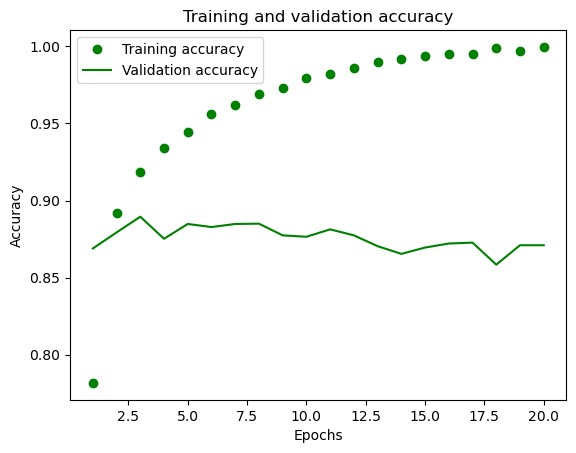 Training and validation accuracy
Training accuracy
Validation accuracy
1.00
0.95
0.90
0.85
0.80
Accuracy
2.5 5.0 7.5 10.0 12.5 15.0 17.5 20.0
Epochs